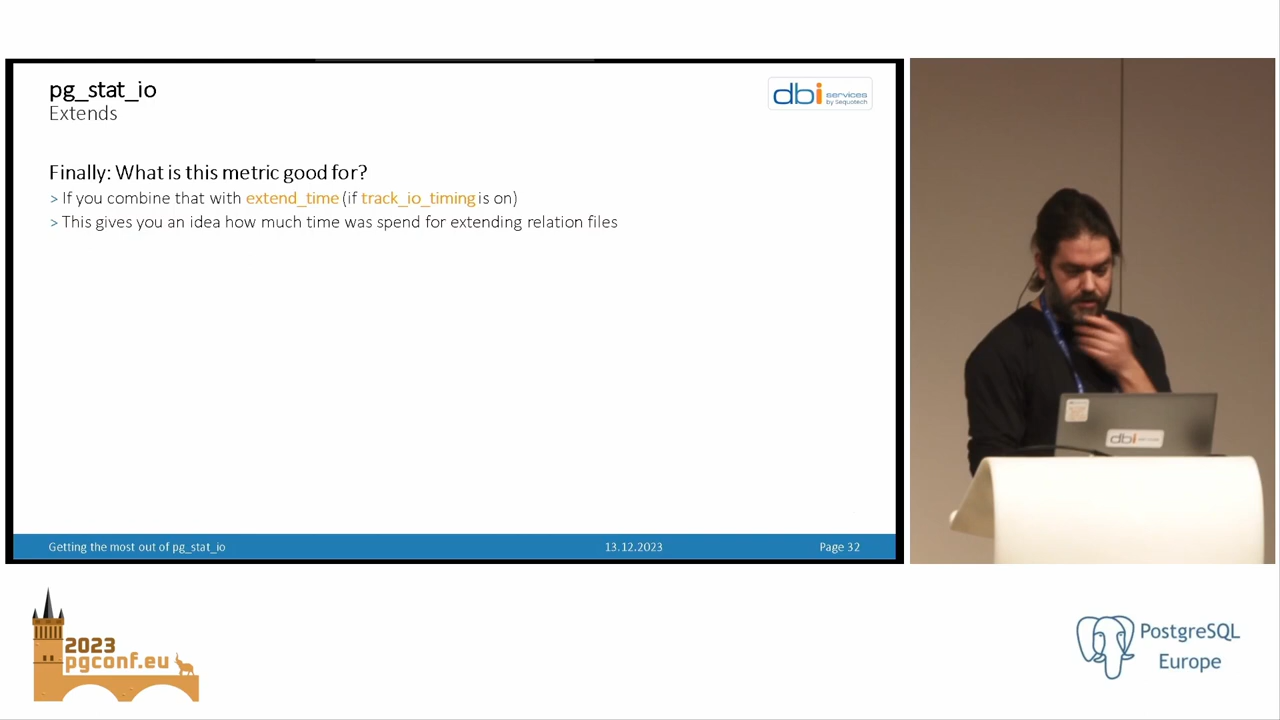 pg_stat_io
Extends
dbi services
by Sequotech
Finally: What is this metric good for?
> If you combine that with extend_time (if track_io_timing is on)
> This gives you an idea how much time was spend for extending relation files
Getting the most out of pg_stat_io
13.12.2023
Page 32
dbi
2023
pgconf.eu
PostgreSQL
Europe